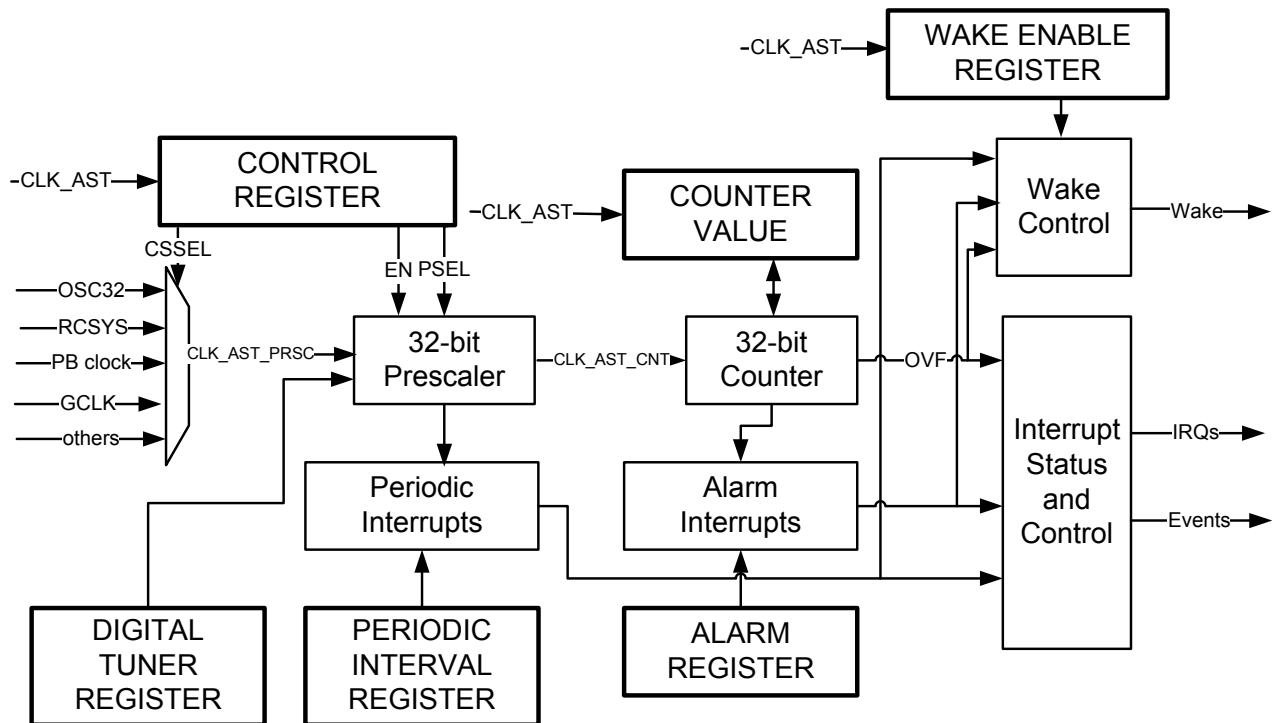 CLK_AST
WAKE ENABLE
REGISTER
CLK_AST
CONTROL
REGISTER
CLK_AST
COUNTER
VALUE
Wake
Control
Wake
CSSEL
EN
PSEL
OSC32
RCSYS
PB clock
GCLK
others
CLK_AST_PRSC
32-bit
Prescaler
CLK_AST_CNT
32-bit
Counter
OVF
Interrupt
Status
and
Control
IRQs
Events
Periodic
Interrupts
Alarm
Interrupts
DIGITAL
TUNER
REGISTER
PERIODIC
INTERVAL
REGISTER
ALARM
REGISTER